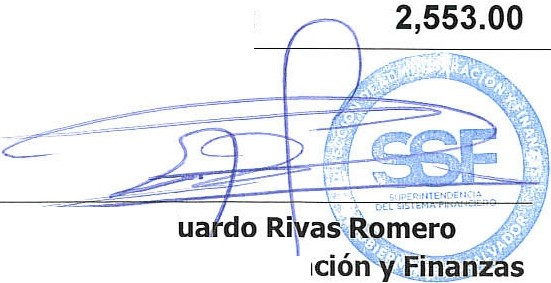 2,553.00
SSF
SUPERINTENDENCIA
DEL SISTEMA FINANCIERO
uardo Rivas Romero
ción y Finanzas